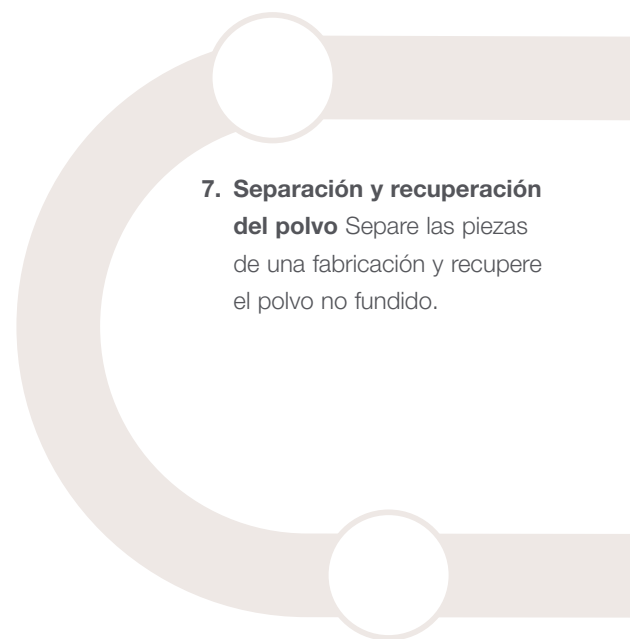 7. Separación y recuperación
del polvo Separe las piezas
de una fabricación y recupere
el polvo no fundido.